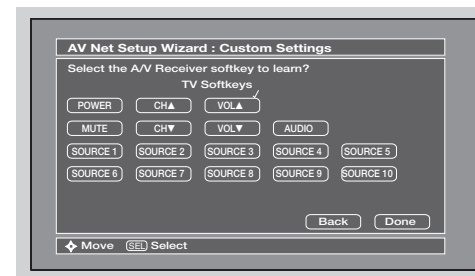 AV Net Setup Wizard : Custom Settings
Select the A/V Receiver softkey to learn?
TV Softkeys
POWER CH▲ VOL▲
MUTE CH▼ VOL▼ AUDIO
SOURCE 1 SOURCE 2 SOURCE 3 SOURCE 4 SOURCE 5
SOURCE 6 SOURCE 7 SOURCE 8 SOURCE 9 SOURCE 10
Back Done
Move SEL Select